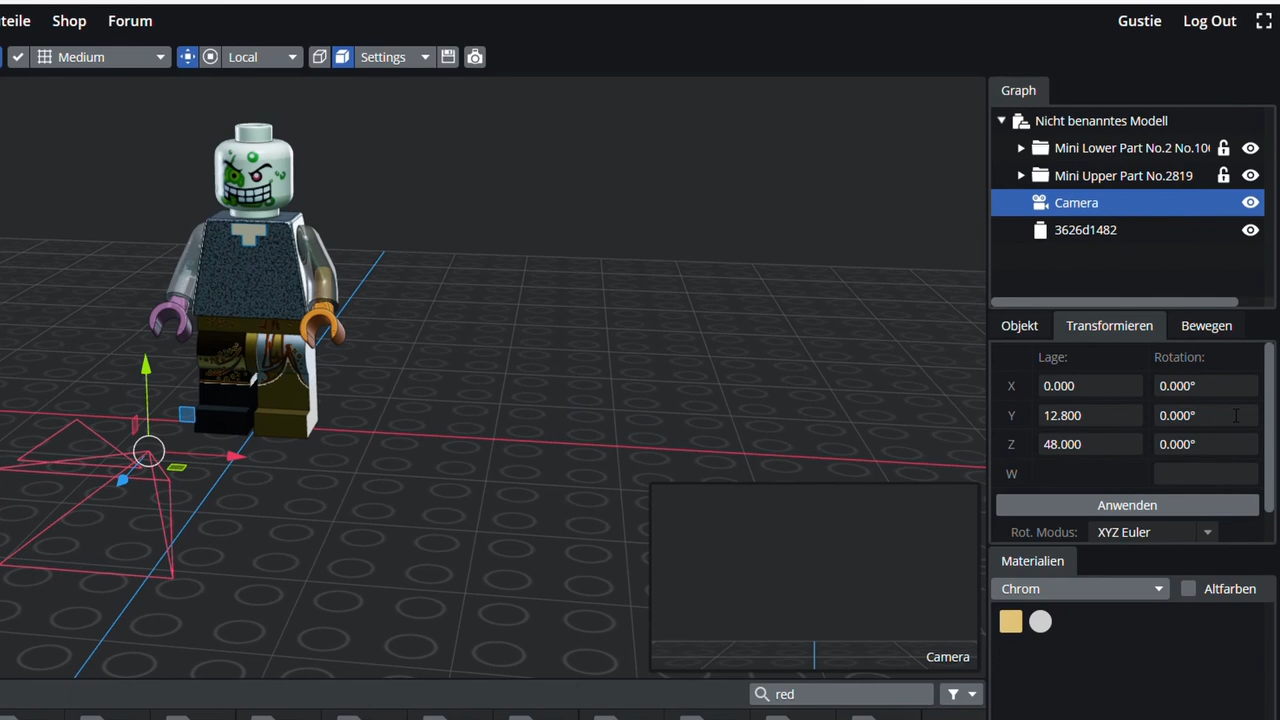 teile Shop Forum Gustie Log Out
Medium Local Settings
Graph
Nicht benanntes Modell
Mini Lower Part No.2 No.10
Mini Upper Part No.2819
Camera
3626d1482
Objekt Transformieren Bewegen
Lage: Rotation:
X 0.000 0.000°
Y 12.800 0.000°
Z 48.000 0.000°
W
Anwenden
Rot. Modus: XYZ Euler
Materialien
Chrom Altfarben
Camera
red